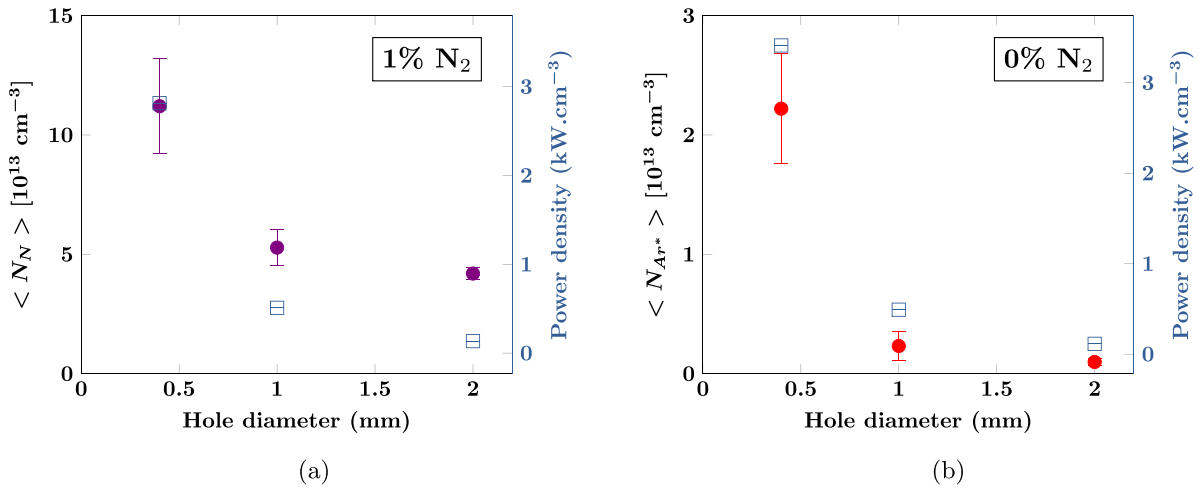 15
10
5
0
< N_N > [10^13 cm^−3]
1% N₂
3
2
1
0
Power density (kW.cm^−3)
0 0.5 1 1.5 2
Hole diameter (mm)
(a)
3
2
1
0
< N_Ar* > [10^13 cm^−3]
0% N₂
3
2
1
0
Power density (kW.cm^−3)
0 0.5 1 1.5 2
Hole diameter (mm)
(b)